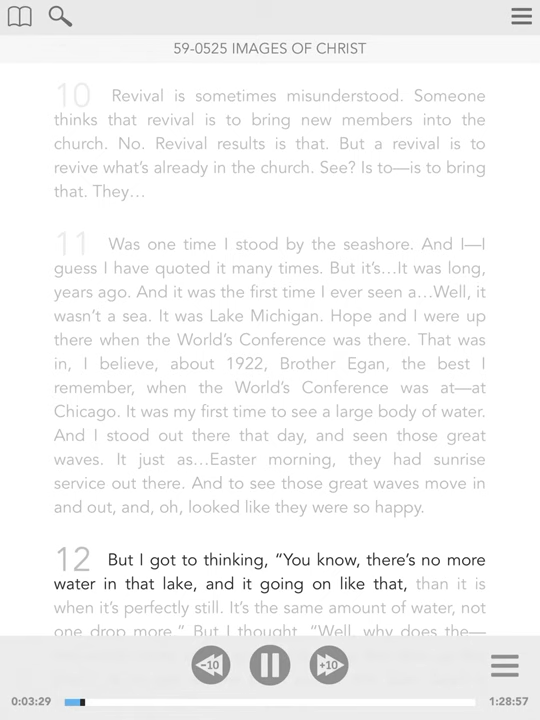 59-0525 IMAGES OF CHRIST
10 Revival is sometimes misunderstood. Someone
thinks that revival is to bring new members into the
church. No. Revival results is that. But a revival is to
revive what's already in the church. See? Is to—is to bring
that. They…
11 Was one time I stood by the seashore. And I—I
guess I have quoted it many times. But it's…It was long,
years ago. And it was the first time I ever seen a…Well, it
wasn't a sea. It was Lake Michigan. Hope and I were up
there when the World's Conference was there. That was
in, I believe, about 1922, Brother Egan, the best I
remember, when the World's Conference was at—at
Chicago. It was my first time to see a large body of water.
And I stood out there that day, and seen those great
waves. It just as…Easter morning, they had sunrise
service out there. And to see those great waves move in
and out, and, oh, looked like they were so happy.
12 But I got to thinking, “You know, there's no more
water in that lake, and it going on like that, than it is
when it's perfectly still. It's the same amount of water, not
one drop more.” But I thought, “Well, why does the—
-10
+10
0:03:29
1:28:57